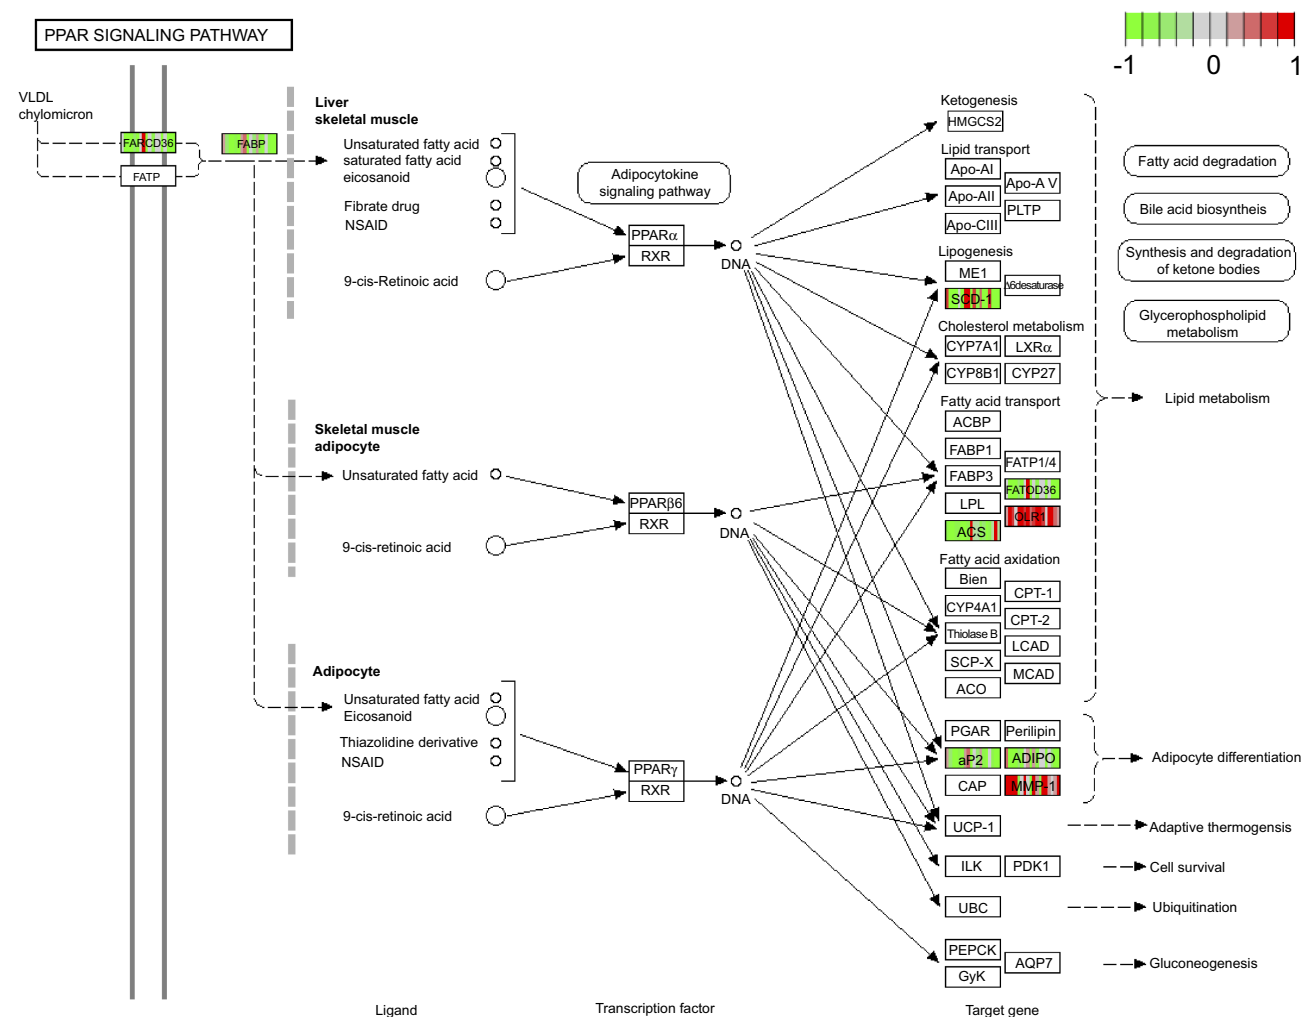 PPAR SIGNALING PATHWAY
-1
0
1
VLDL
chylomicron
FARCD36
FATP
FABP
Liver
skeletal muscle
Unsaturated fatty acid
saturated fatty acid
eicosanoid
Fibrate drug
NSAID
9-cis-Retinoic acid
Adipocytokine
signaling pathway
PPARα
RXR
DNA
Skeletal muscle
adipocyte
Unsaturated fatty acid
9-cis-retinoic acid
PPARβ6
RXR
DNA
Adipocyte
Unsaturated fatty acid
Eicosanoid
Thiazolidine derivative
NSAID
9-cis-retinoic acid
PPARγ
RXR
DNA
Ketogenesis
HMGCS2
Lipid transport
Apo-AI
Apo-A V
Apo-AII
PLTP
Apo-CIII
Lipogenesis
ME1
Δ6desaturase
SCD-1
Cholesterol metabolism
CYP7A1
LXRα
CYP8B1
CYP27
Fatty acid transport
ACBP
FABP1
FATP1/4
FABP3
FATOD36
LPL
OLR1
ACS
Fatty acid axidation
Bien
CPT-1
CYP4A1
CPT-2
Thiolase B
LCAD
SCP-X
MCAD
ACO
PGAR
Perilipin
aP2
ADIPO
CAP
MMP-1
UCP-1
ILK
PDK1
UBC
PEPCK
AQP7
GyK
Fatty acid degradation
Bile acid biosyntheis
Synthesis and degradation
of ketone bodies
Glycerophospholipid
metabolism
Lipid metabolism
Adipocyte differentiation
Adaptive thermogensis
Cell survival
Ubiquitination
Gluconeogenesis
Ligand
Transcription factor
Target gene